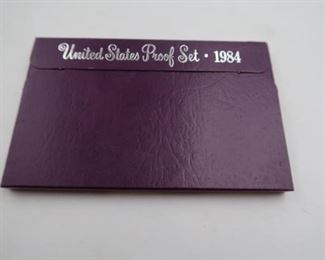 United States Proof Set · 1984